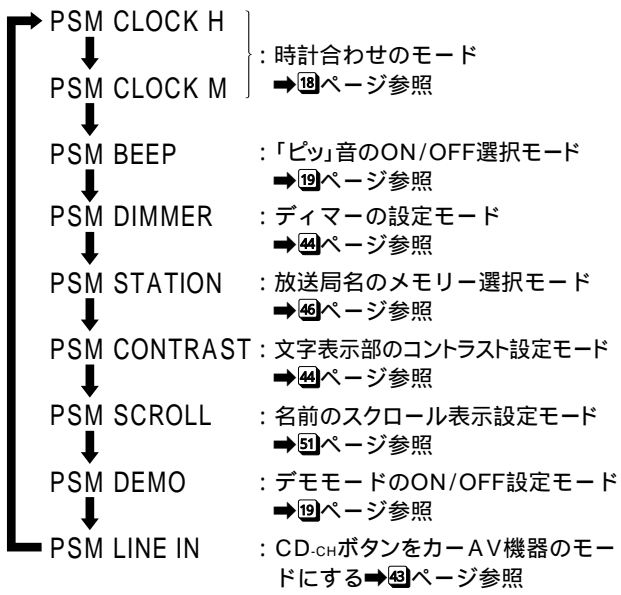 PSM CLOCK H
:時計合わせのモード
PSM CLOCK M ➡18ページ参照
PSM BEEP :「ピッ」音のON/OFF選択モード
➡19ページ参照
PSM DIMMER :ディマーの設定モード
➡44ページ参照
PSM STATION :放送局名のメモリー選択モード
➡46ページ参照
PSM CONTRAST:文字表示部のコントラスト設定モード
➡44ページ参照
PSM SCROLL :名前のスクロール表示設定モード
➡51ページ参照
PSM DEMO :デモモードのON/OFF設定モード
➡19ページ参照
PSM LINE IN :CD-CHボタンをカーAV機器のモー
ドにする➡43ページ参照